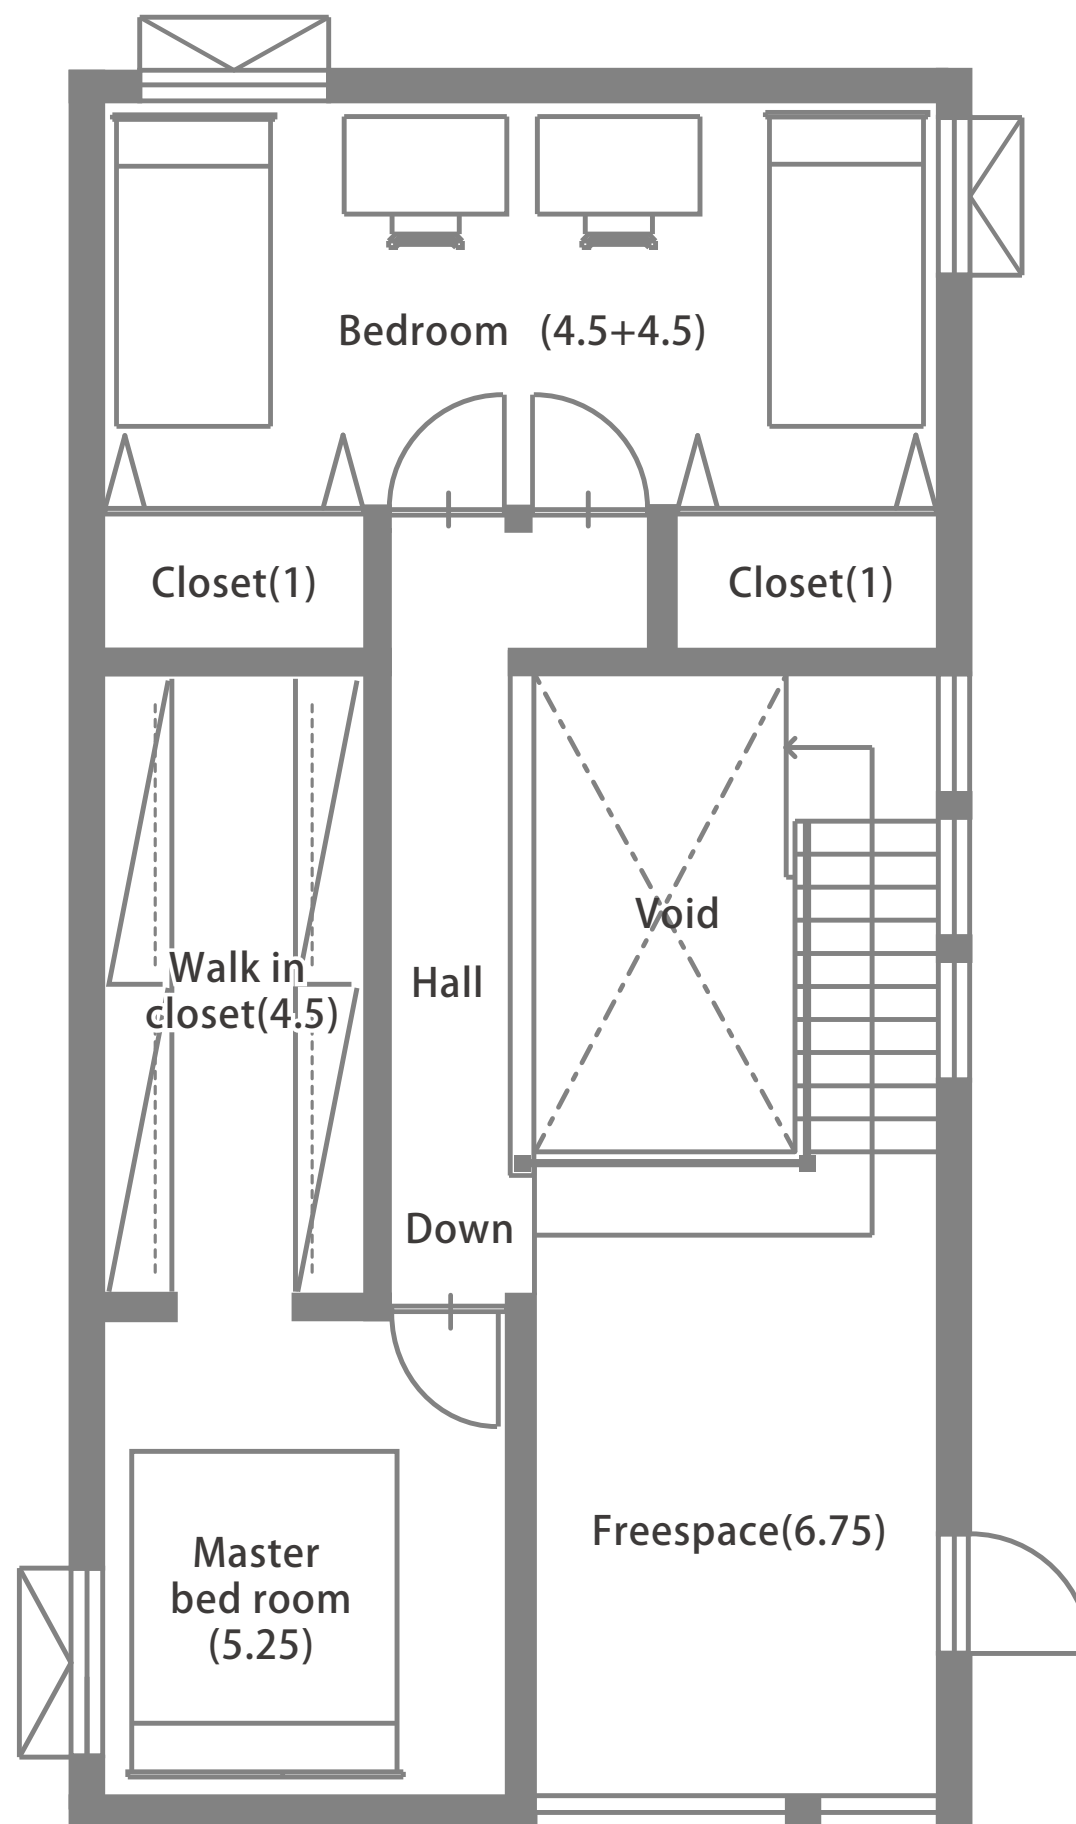 Bedroom (4.5+4.5)
Closet(1)
Closet(1)
Void
Walk in
closet(4.5)
Hall
Down
Freespace(6.75)
Master
bed room
(5.25)